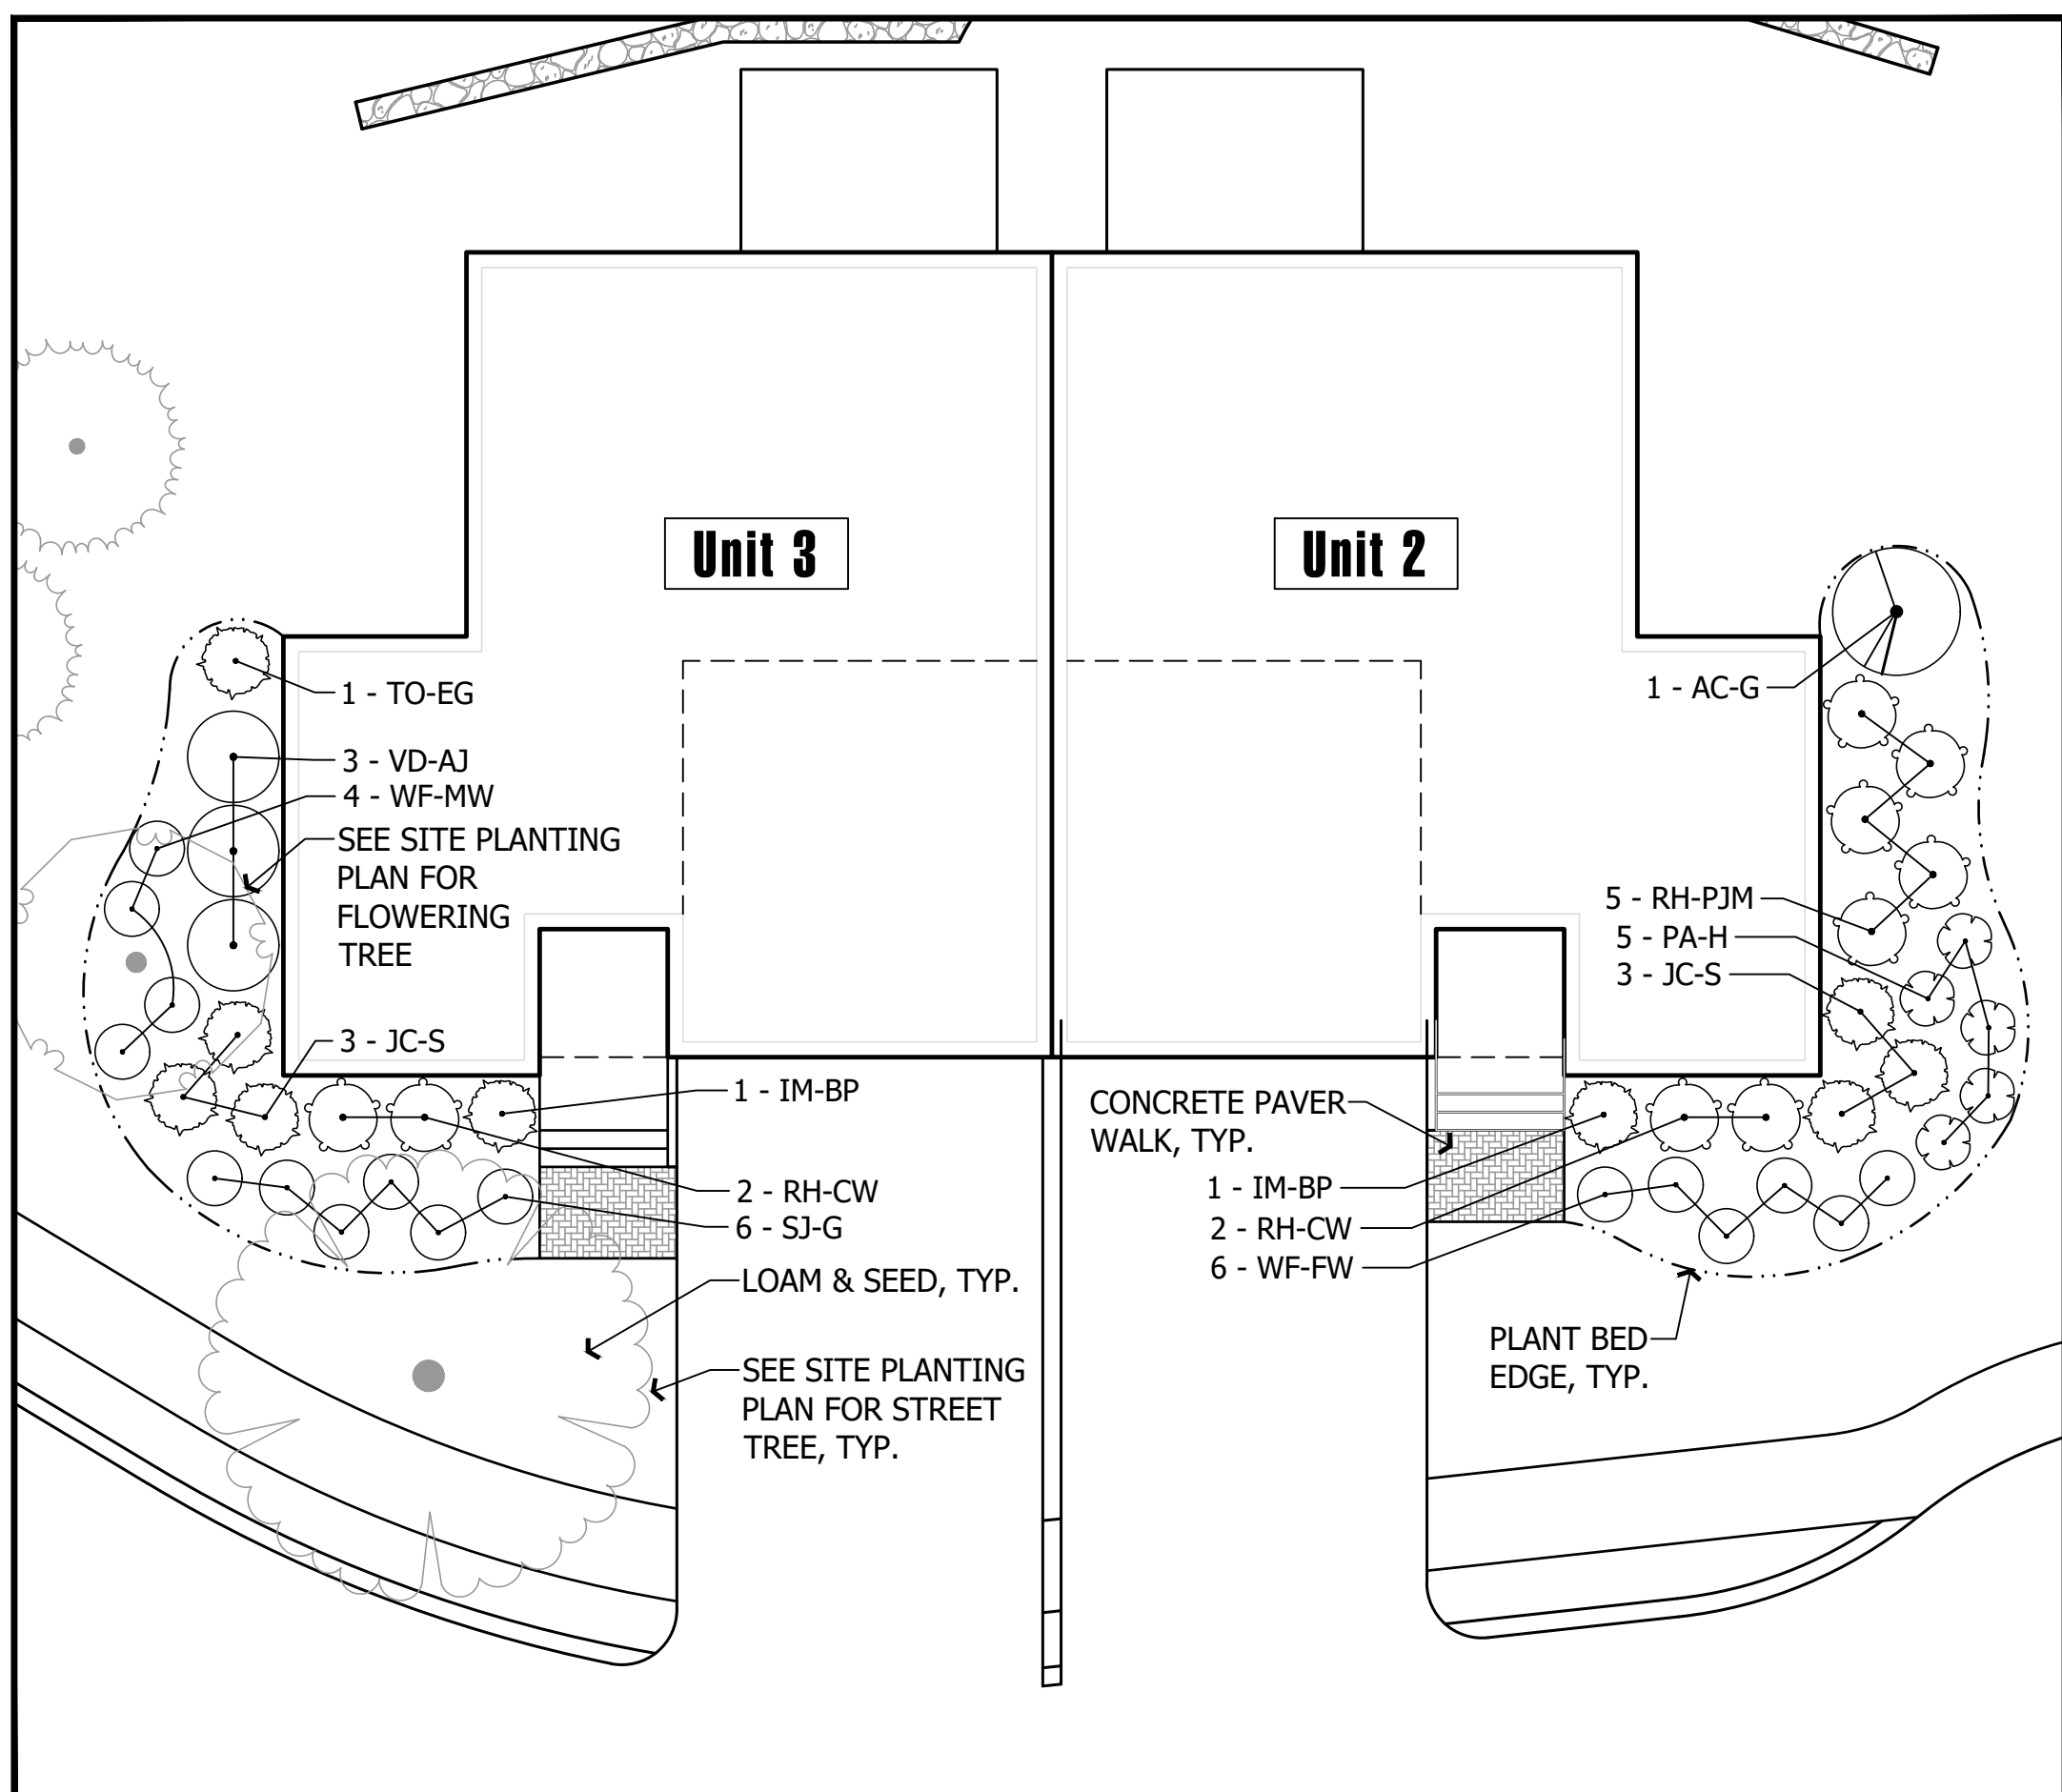 Unit 3
Unit 2
1 - TO-EG
3 - VD-AJ
4 - WF-MW
SEE SITE PLANTING
PLAN FOR
FLOWERING
TREE
3 - JC-S
1 - IM-BP
2 - RH-CW
6 - SJ-G
LOAM & SEED, TYP.
SEE SITE PLANTING
PLAN FOR STREET
TREE, TYP.
1 - AC-G
5 - RH-PJM
5 - PA-H
3 - JC-S
CONCRETE PAVER
WALK, TYP.
1 - IM-BP
2 - RH-CW
6 - WF-FW
PLANT BED
EDGE, TYP.